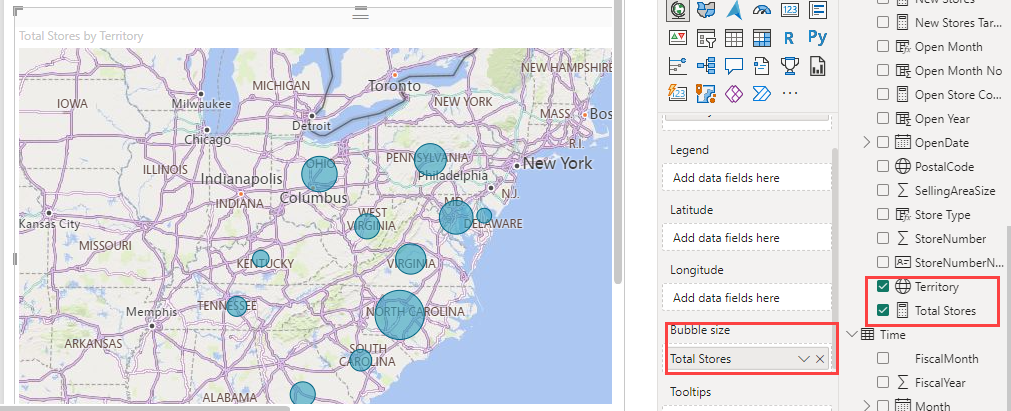 Total Stores by Territory
NEW HAMPSHIRE
MICHIGAN
Toronto
IOWA
Milwaukee
NEW YORK
MASS.
Bos
Detroit
Chicago
R.I.
PENNSYLVANIA
New York
ILLINOIS
OHIO
Indianapolis
Philadelphia
INDIANA
Columbus
N.J.
MD.
Kansas City
WEST
VIRGINIA
DELAWARE
MISSOURI
KENTUCKY
VIRGINIA
TENNESSEE
Memphis
NORTH CAROLINA
ARKANSAS
SOUTH
CAROLINA
ALABAMA
123
R
Py
123
...
Legend
Add data fields here
Latitude
Add data fields here
Longitude
Add data fields here
Bubble size
Total Stores
Tooltips
New Stores
New Stores Tar...
Open Month
Open Month No
Open Store Co...
Open Year
OpenDate
PostalCode
SellingAreaSize
Store Type
StoreNumber
StoreNumberN...
Territory
Total Stores
Time
FiscalMonth
FiscalYear
Month